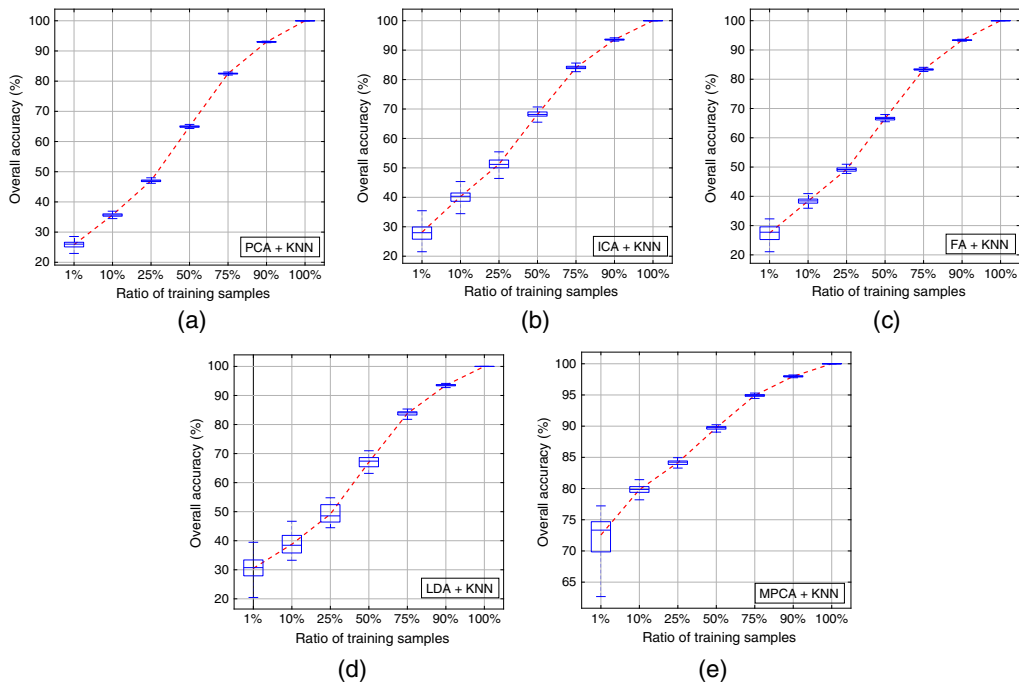 100
90
80
70
60
50
40
30
20
Overall accuracy (%)
PCA + KNN
1% 10% 25% 50% 75% 90% 100%
Ratio of training samples
(a)
100
90
80
70
60
50
40
30
20
Overall accuracy (%)
ICA + KNN
1% 10% 25% 50% 75% 90% 100%
Ratio of training samples
(b)
100
90
80
70
60
50
40
30
20
Overall accuracy (%)
FA + KNN
1% 10% 25% 50% 75% 90% 100%
Ratio of training samples
(c)
100
90
80
70
60
50
40
30
20
Overall accuracy (%)
LDA + KNN
1% 10% 25% 50% 75% 90% 100%
Ratio of training samples
(d)
100
95
90
85
80
75
70
65
Overall accuracy (%)
MPCA + KNN
1% 10% 25% 50% 75% 90% 100%
Ratio of training samples
(e)